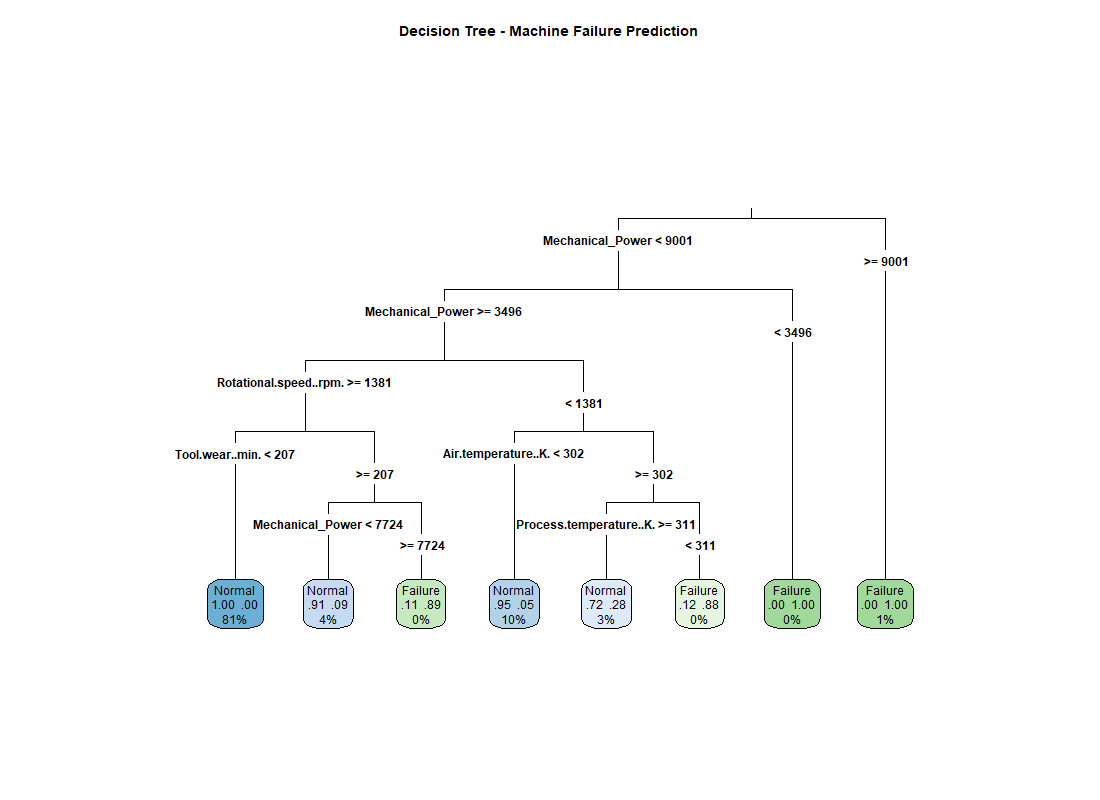 Decision Tree - Machine Failure Prediction
Mechanical_Power < 9001
>= 9001
Mechanical_Power >= 3496
< 3496
Rotational.speed..rpm. >= 1381
< 1381
Tool.wear..min. < 207
>= 207
Air.temperature..K. < 302
>= 302
Mechanical_Power < 7724
>= 7724
Process.temperature..K. >= 311
< 311
Normal
1.00 .00
81%
Normal
.91 .09
4%
Failure
.11 .89
0%
Normal
.95 .05
10%
Normal
.72 .28
3%
Failure
.12 .88
0%
Failure
.00 1.00
0%
Failure
.00 1.00
1%